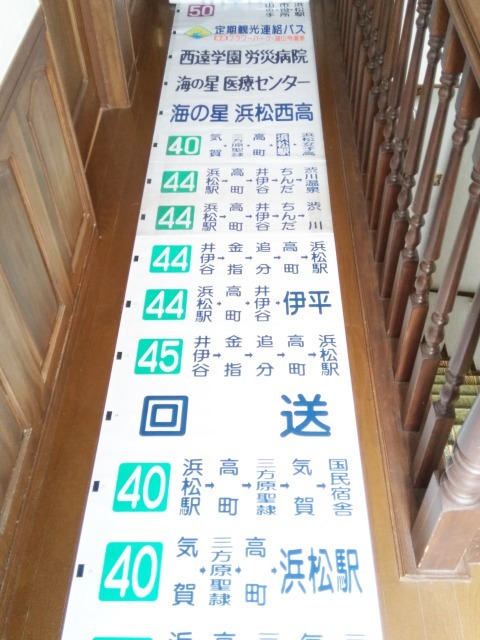 50
定期観光連絡バス
西遠学園 労災病院
海の星 医療センター
海の星 浜松西高
40 気賀→三方原聖隷→高町→浜松駅→浜松女子高
44 浜松駅→高町→井伊谷→ちんだ→渋川温泉
44 浜松駅→高町→井伊谷→ちんだ→渋川
44 井伊谷→金指→追分→高町→浜松駅
44 浜松駅→高町→井伊谷→伊平
45 井伊谷→金指→追分→高町→浜松駅
回送
40 浜松駅→高町→三方原聖隷→気賀→国民宿舎
40 気賀→三方原聖隷→高町→浜松駅